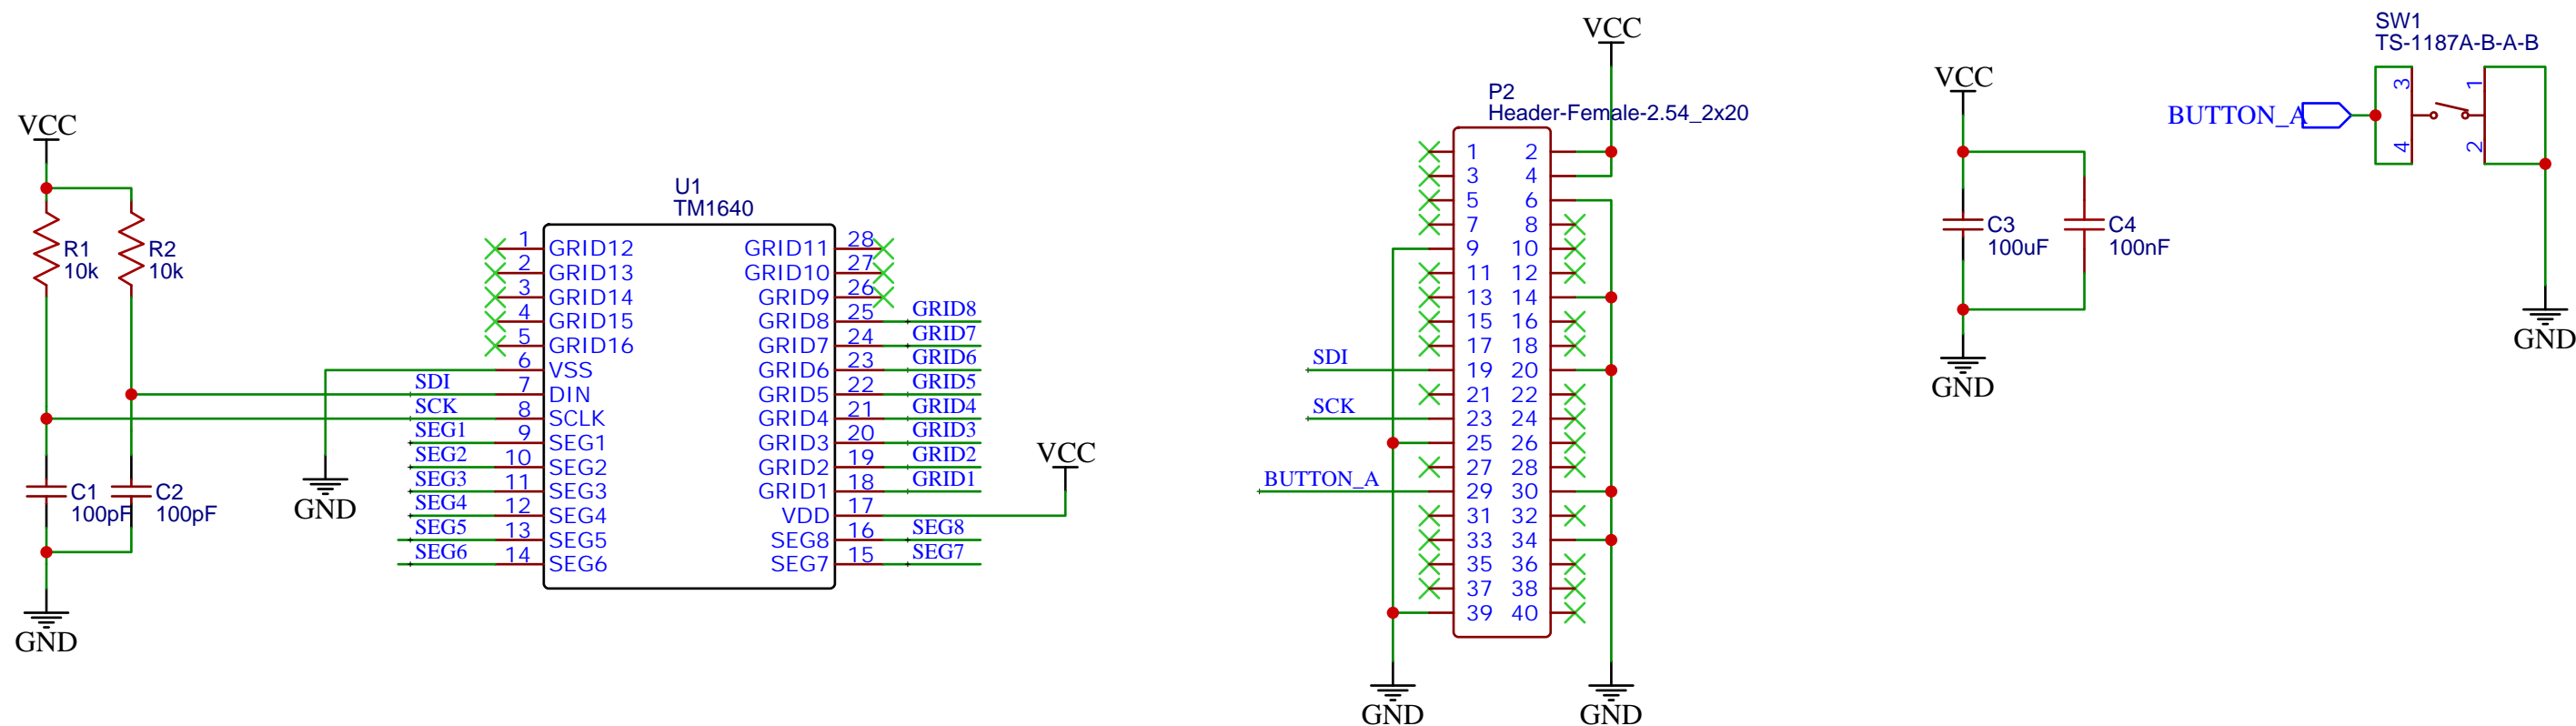 VCC
R1
10k
R2
10k
C1
100pF
C2
100pF
GND
GND
U1
TM1640
1 GRID12 GRID11 28
2 GRID13 GRID10 27
3 GRID14 GRID9 26
4 GRID15 GRID8 25 GRID8
5 GRID16 GRID7 24 GRID7
6 VSS GRID6 23 GRID6
SDI 7 DIN GRID5 22 GRID5
SCK 8 SCLK GRID4 21 GRID4
SEG1 9 SEG1 GRID3 20 GRID3
SEG2 10 SEG2 GRID2 19 GRID2
SEG3 11 SEG3 GRID1 18 GRID1
SEG4 12 SEG4 VDD 17
SEG5 13 SEG5 SEG8 16 SEG8
SEG6 14 SEG6 SEG7 15 SEG7
VCC
VCC
P2
Header-Female-2.54_2x20
1 2
3 4
5 6
7 8
9 10
11 12
13 14
15 16
17 18
SDI 19 20
21 22
SCK 23 24
25 26
27 28
BUTTON_A 29 30
31 32
33 34
35 36
37 38
39 40
GND
GND
VCC
C3
100uF
C4
100nF
GND
SW1
TS-1187A-B-A-B
BUTTON_A
3
4
1
2
GND